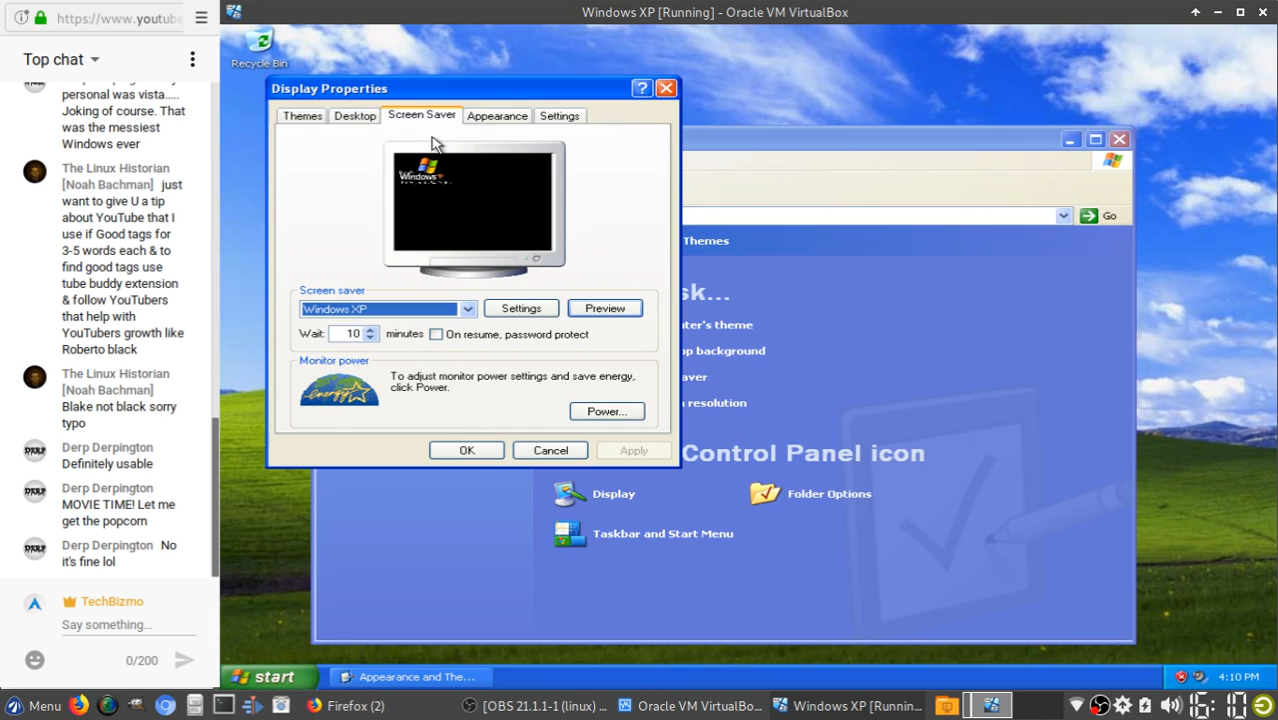 https://www.youtube
Top chat
personal was vista.....
Joking of course. That
was the messiest
Windows ever
The Linux Historian
[Noah Bachman] just
want to give U a tip
about YouTube that I
use if Good tags for
3-5 words each & to
find good tags use
tube buddy extension
& follow YouTubers
that help with
YouTubers growth like
Roberto black
The Linux Historian
[Noah Bachman]
Blake not black sorry
typo
Derp Derpington
Definitely usable
Derp Derpington
MOVIE TIME! Let me
get the popcorn
Derp Derpington No
it's fine lol
TechBizmo
Say something...
0/200
Windows XP [Running] - Oracle VM VirtualBox
Recycle Bin
Display Properties
Themes Desktop Screen Saver Appearance Settings
Windows
Screen saver
Windows XP Settings Preview
Wait: 10 minutes On resume, password protect
Monitor power
To adjust monitor power settings and save energy,
click Power.
energy
Power...
OK Cancel Apply
Go
Themes
sk...
uter's theme
op background
aver
n resolution
Control Panel icon
Display Folder Options
Taskbar and Start Menu
start Appearance and The... 4:10 PM
Menu Firefox (2) [OBS 21.1.1-1 (linux) ... Oracle VM VirtualBo... Windows XP [Runnin... 16:10